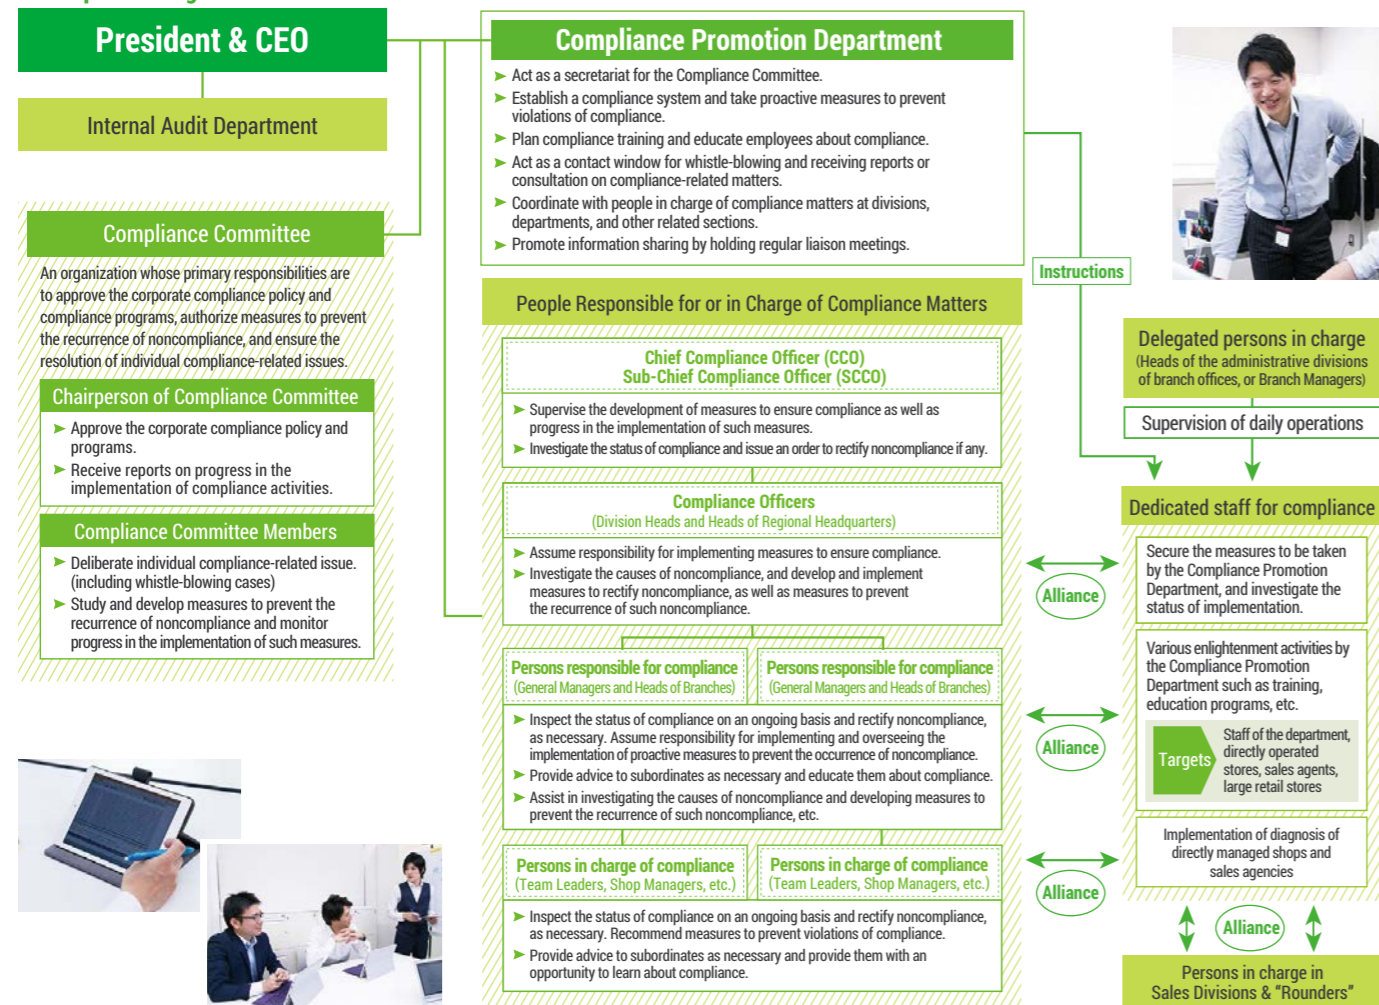 President & CEO
Internal Audit Department
Compliance Committee
An organization whose primary responsibilities are
to approve the corporate compliance policy and
compliance programs, authorize measures to prevent
the recurrence of noncompliance, and ensure the
resolution of individual compliance-related issues.
Chairperson of Compliance Committee
➤ Approve the corporate compliance policy and
programs.
➤ Receive reports on progress in the
implementation of compliance activities.
Compliance Committee Members
➤ Deliberate individual compliance-related issue.
(including whistle-blowing cases)
➤ Study and develop measures to prevent the
recurrence of noncompliance and monitor
progress in the implementation of such measures.
Compliance Promotion Department
➤ Act as a secretariat for the Compliance Committee.
➤ Establish a compliance system and take proactive measures to prevent
violations of compliance.
➤ Plan compliance training and educate employees about compliance.
➤ Act as a contact window for whistle-blowing and receiving reports or
consultation on compliance-related matters.
➤ Coordinate with people in charge of compliance matters at divisions,
departments, and other related sections.
➤ Promote information sharing by holding regular liaison meetings.
People Responsible for or in Charge of Compliance Matters
Chief Compliance Officer (CCO)
Sub-Chief Compliance Officer (SCCO)
➤ Supervise the development of measures to ensure compliance as well as
progress in the implementation of such measures.
➤ Investigate the status of compliance and issue an order to rectify noncompliance if any.
Compliance Officers
(Division Heads and Heads of Regional Headquarters)
➤ Assume responsibility for implementing measures to ensure compliance.
➤ Investigate the causes of noncompliance, and develop and implement
measures to rectify noncompliance, as well as measures to prevent
the recurrence of such noncompliance.
Persons responsible for compliance
(General Managers and Heads of Branches)
Persons responsible for compliance
(General Managers and Heads of Branches)
➤ Inspect the status of compliance on an ongoing basis and rectify noncompliance,
as necessary. Assume responsibility for implementing and overseeing the
implementation of proactive measures to prevent the occurrence of noncompliance.
➤ Provide advice to subordinates as necessary and educate them about compliance.
➤ Assist in investigating the causes of noncompliance and developing measures to
prevent the recurrence of such noncompliance, etc.
Persons in charge of compliance
(Team Leaders, Shop Managers, etc.)
Persons in charge of compliance
(Team Leaders, Shop Managers, etc.)
➤ Inspect the status of compliance on an ongoing basis and rectify noncompliance,
as necessary. Recommend measures to prevent violations of compliance.
➤ Provide advice to subordinates as necessary and provide them with an
opportunity to learn about compliance.
Instructions
Alliance
Alliance
Alliance
Delegated persons in charge
(Heads of the administrative divisions
of branch offices, or Branch Managers)
Supervision of daily operations
Dedicated staff for compliance
Secure the measures to be taken
by the Compliance Promotion
Department, and investigate the
status of implementation.
Various enlightenment activities by
the Compliance Promotion
Department such as training,
education programs, etc.
Targets
Staff of the department,
directly operated
stores, sales agents,
large retail stores
Implementation of diagnosis of
directly managed shops and
sales agencies
Alliance
Persons in charge in
Sales Divisions & "Rounders"